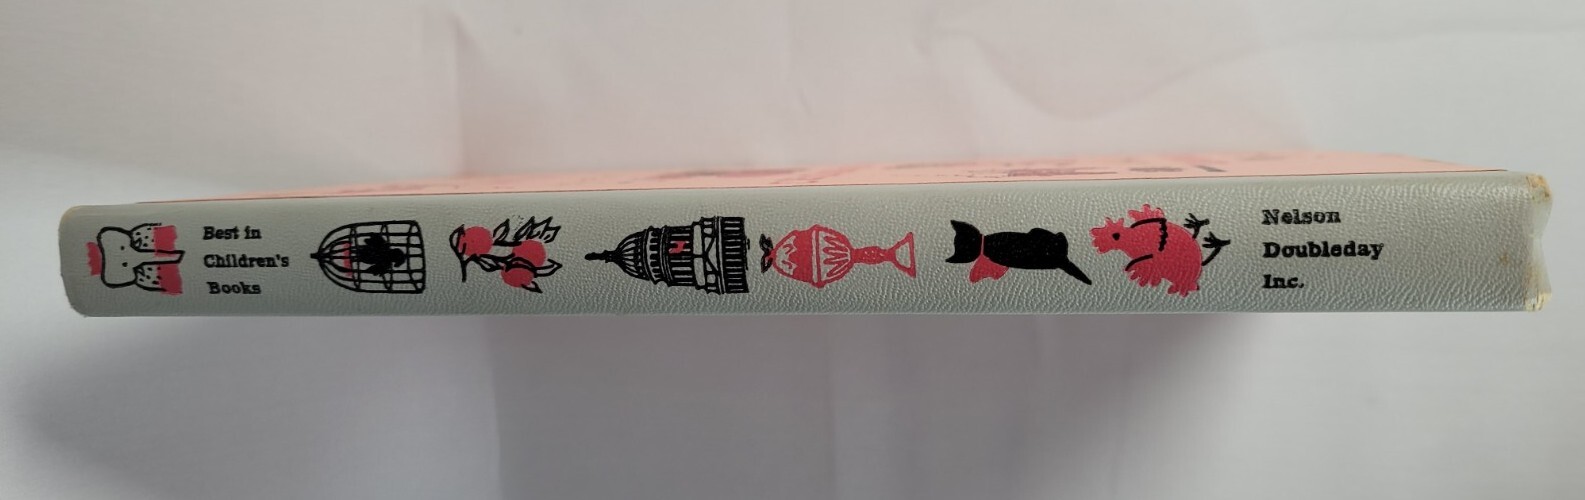 Best in
Children's
Books
Nelson
Doubleday
Inc.